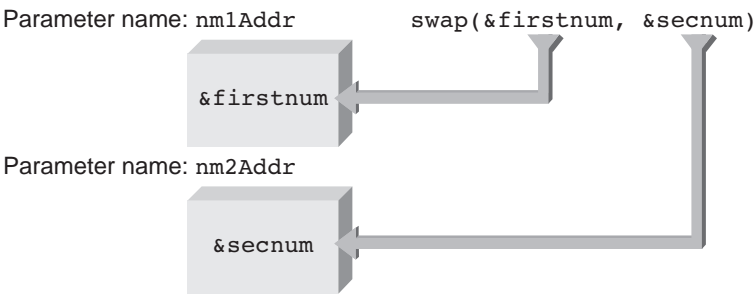 Parameter name: nm1Addr
swap(&firstnum, &secnum)
&firstnum
Parameter name: nm2Addr
&secnum